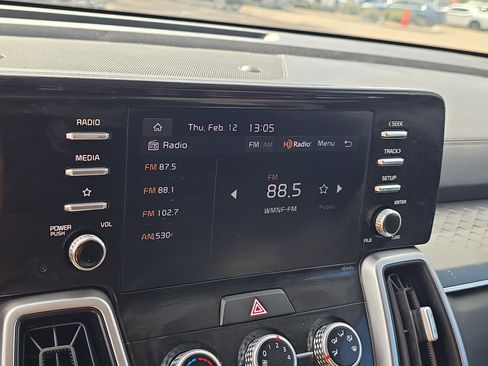 RADIO
MEDIA
POWER
PUSH
VOL
Thu, Feb. 12 13:05
Radio
FM/AM HD Radio Menu
FM 87.5
FM 88.1
FM 102.7
AM 530
FM
88.5
WMNF-FM
Public
<SEEK
TRACK>
SETUP
ENTER
FILE
TUNE